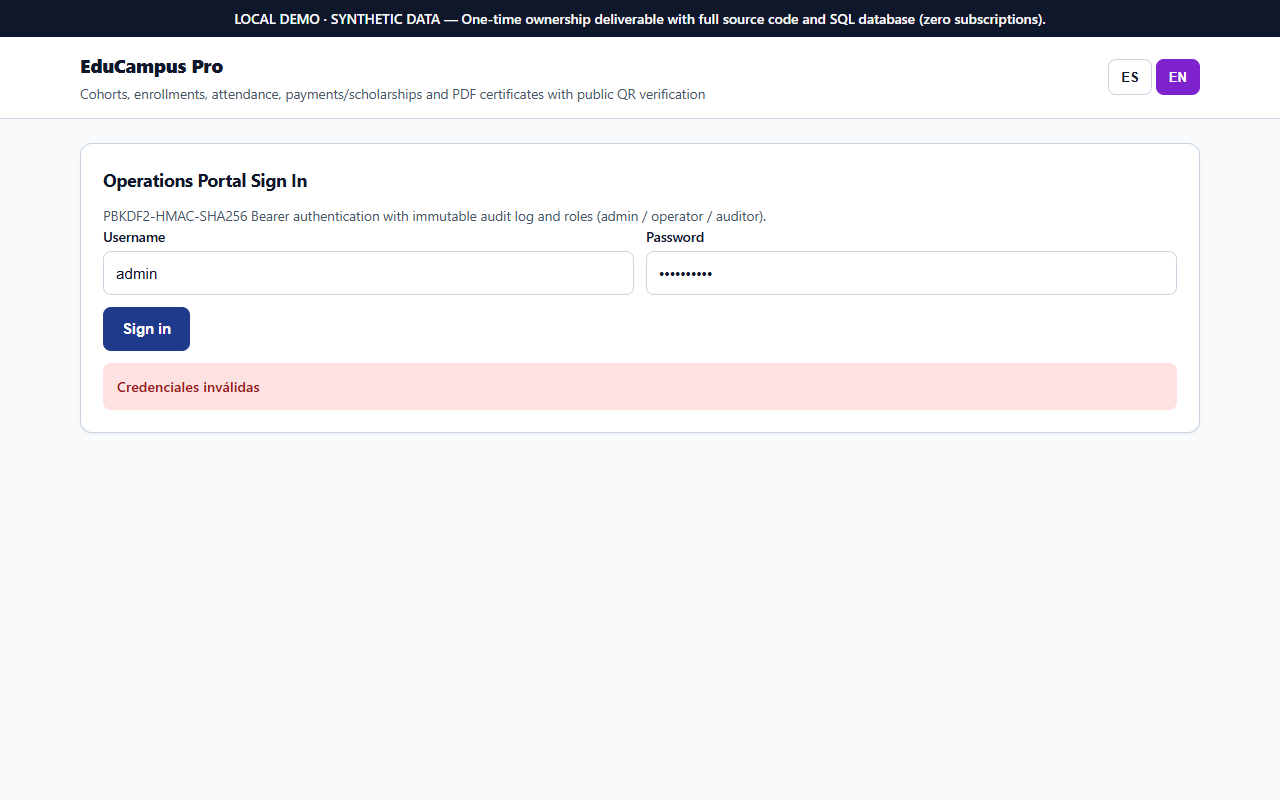 LOCAL DEMO · SYNTHETIC DATA — One-time ownership deliverable with full source code and SQL database (zero subscriptions).
EduCampus Pro
Cohorts, enrollments, attendance, payments/scholarships and PDF certificates with public QR verification
ES EN
Operations Portal Sign In
PBKDF2-HMAC-SHA256 Bearer authentication with immutable audit log and roles (admin / operator / auditor).
Username Password
admin ••••••••••
Sign in
Credenciales inválidas